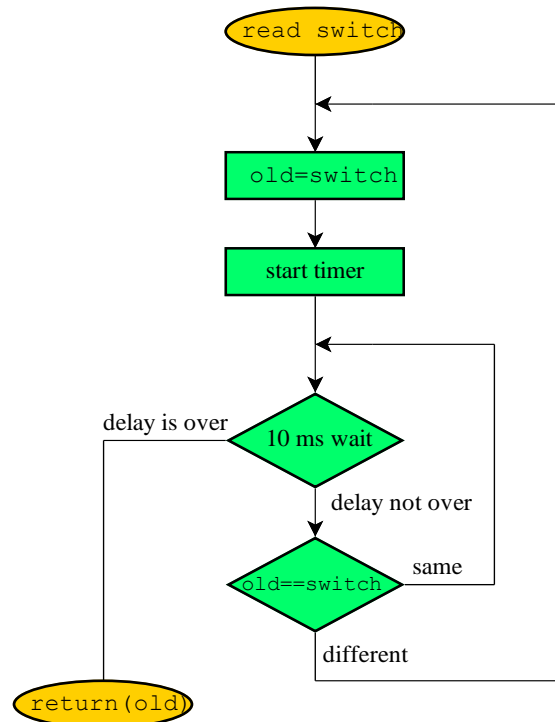 read switch
old=switch
start timer
delay is over
10 ms wait
delay not over
old==switch
same
different
return(old)